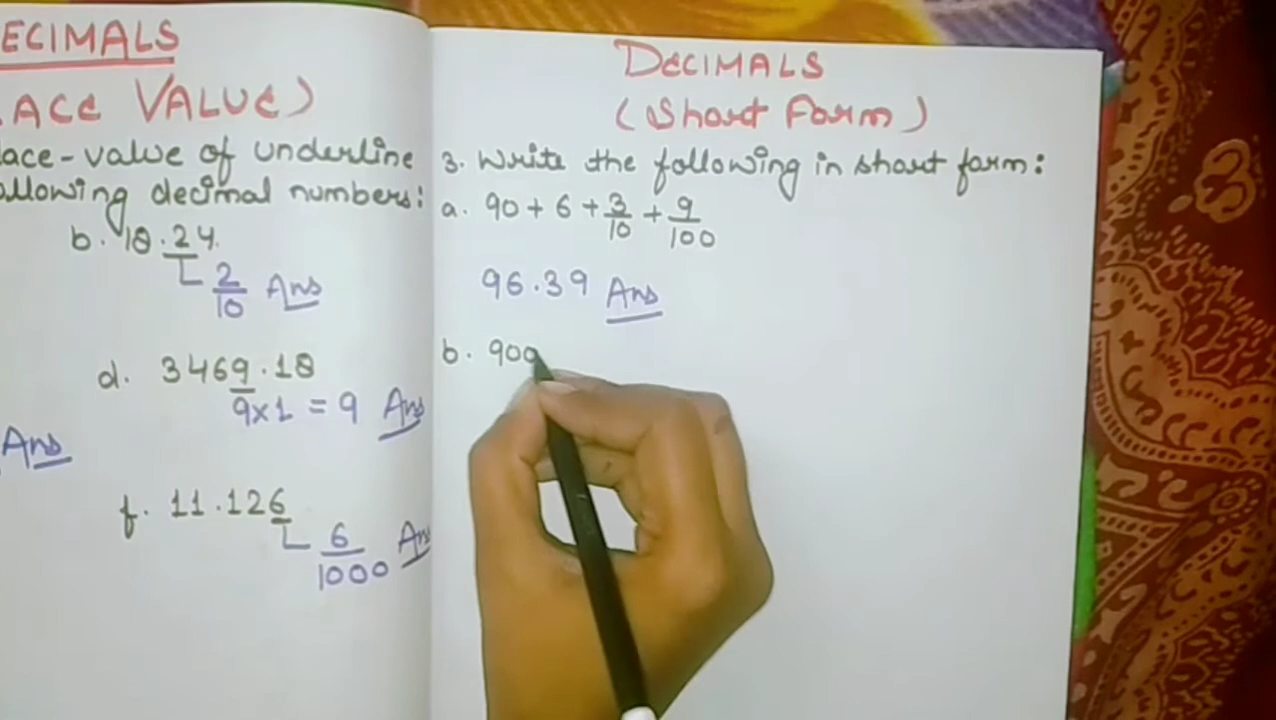 ECIMALS
ACE VALUE)
lace-value of underline
ollowing decimal numbers:
b. 18.24.
2/10 Ans
d. 3469.18
9x1 = 9 Ans
Ans
f. 11.126
6/1000 Ans
DECIMALS
(Short Form)
3. Write the following in short form:
a. 90 + 6 + 3/10 + 9/100
96.39 Ans
b. 900